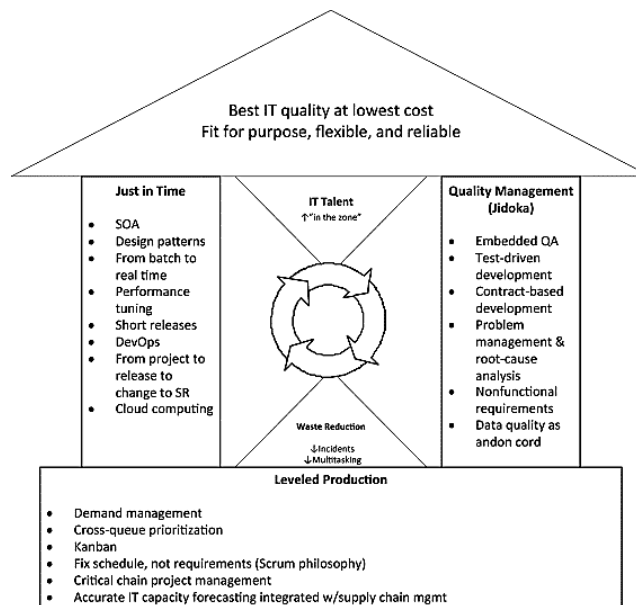 Best IT quality at lowest cost
Fit for purpose, flexible, and reliable
Just in Time
• SOA
• Design patterns
• From batch to
real time
• Performance
tuning
• Short releases
• DevOps
• From project to
release to
change to SR
• Cloud computing
IT Talent
↑"in the zone"
Waste Reduction
↓Incidents
↓Multitasking
Quality Management
(Jidoka)
• Embedded QA
• Test-driven
development
• Contract-based
development
• Problem
management &
root-cause
analysis
• Nonfunctional
requirements
• Data quality as
andon cord
Leveled Production
• Demand management
• Cross-queue prioritization
• Kanban
• Fix schedule, not requirements (Scrum philosophy)
• Critical chain project management
• Accurate IT capacity forecasting integrated w/supply chain mgmt